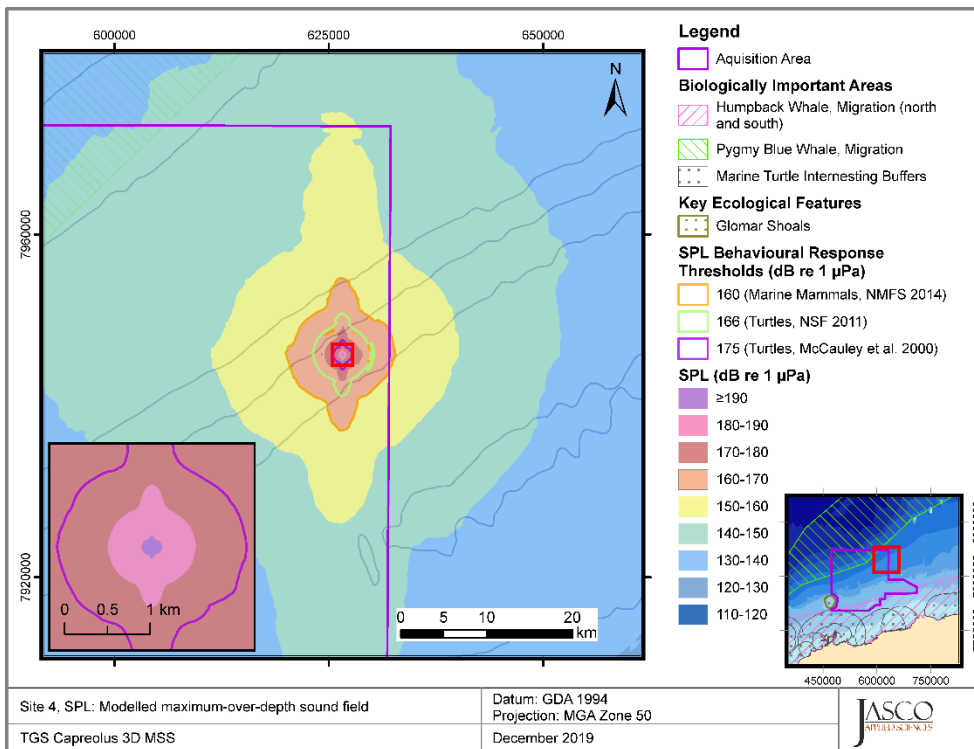 600000 625000 650000
N
7960000
7920000
0 0.5 1 km
0 5 10 20
km
Legend
Aquisition Area
Biologically Important Areas
Humpback Whale, Migration (north
and south)
Pygmy Blue Whale, Migration
Marine Turtle Internesting Buffers
Key Ecological Features
Glomar Shoals
SPL Behavioural Response
Thresholds (dB re 1 µPa)
160 (Marine Mammals, NMFS 2014)
166 (Turtles, NSF 2011)
175 (Turtles, McCauley et al. 2000)
SPL (dB re 1 µPa)
≥190
180-190
170-180
160-170
150-160
140-150
130-140
120-130
110-120
450000 600000 750000
Site 4, SPL: Modelled maximum-over-depth sound field
Datum: GDA 1994
Projection: MGA Zone 50
TGS Capreolus 3D MSS
December 2019
JASCO
APPLIED SCIENCES